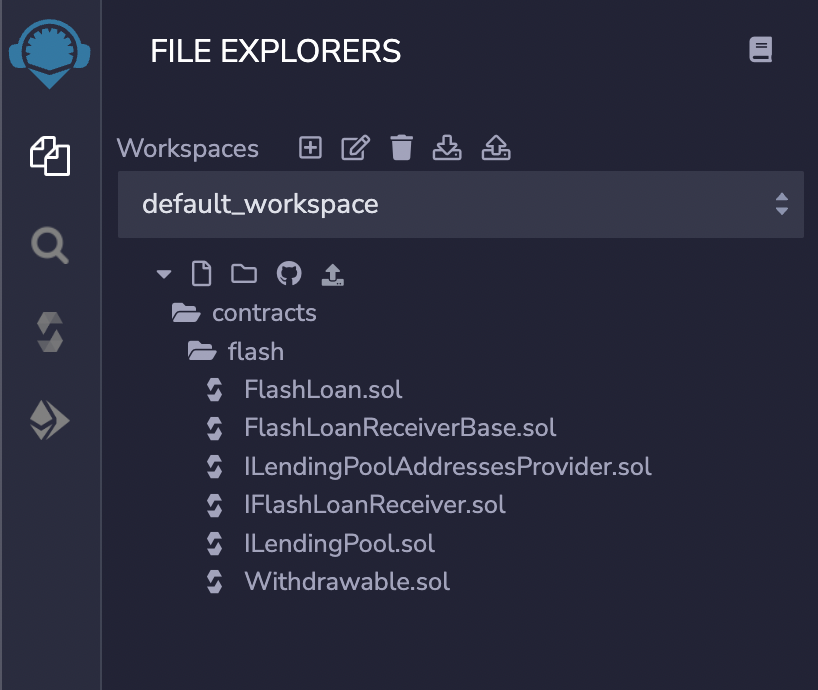 FILE EXPLORERS
Workspaces
default_workspace
contracts
flash
FlashLoan.sol
FlashLoanReceiverBase.sol
ILendingPoolAddressesProvider.sol
IFlashLoanReceiver.sol
ILendingPool.sol
Withdrawable.sol